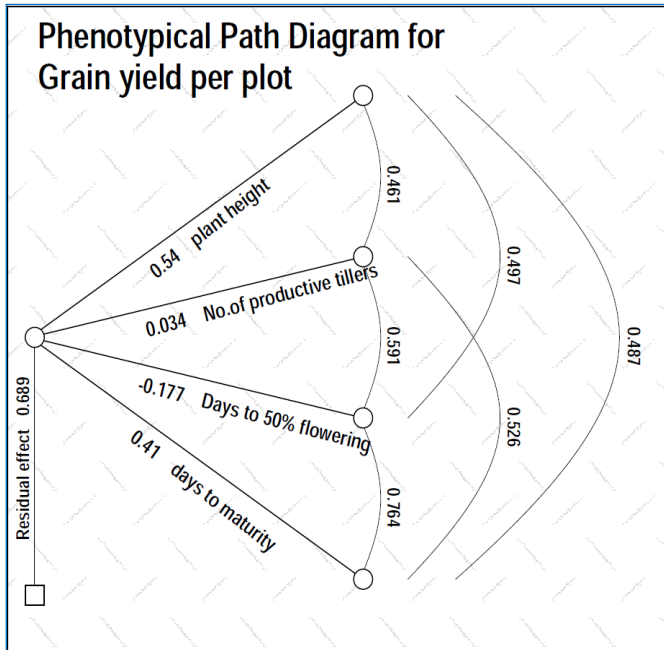 Phenotypical Path Diagram for
Grain yield per plot
0.54 plant height
0.461
0.034 No.of productive tillers
0.497
-0.177 Days to 50% flowering
0.591
0.487
0.41 days to maturity
0.526
0.764
Residual effect 0.689